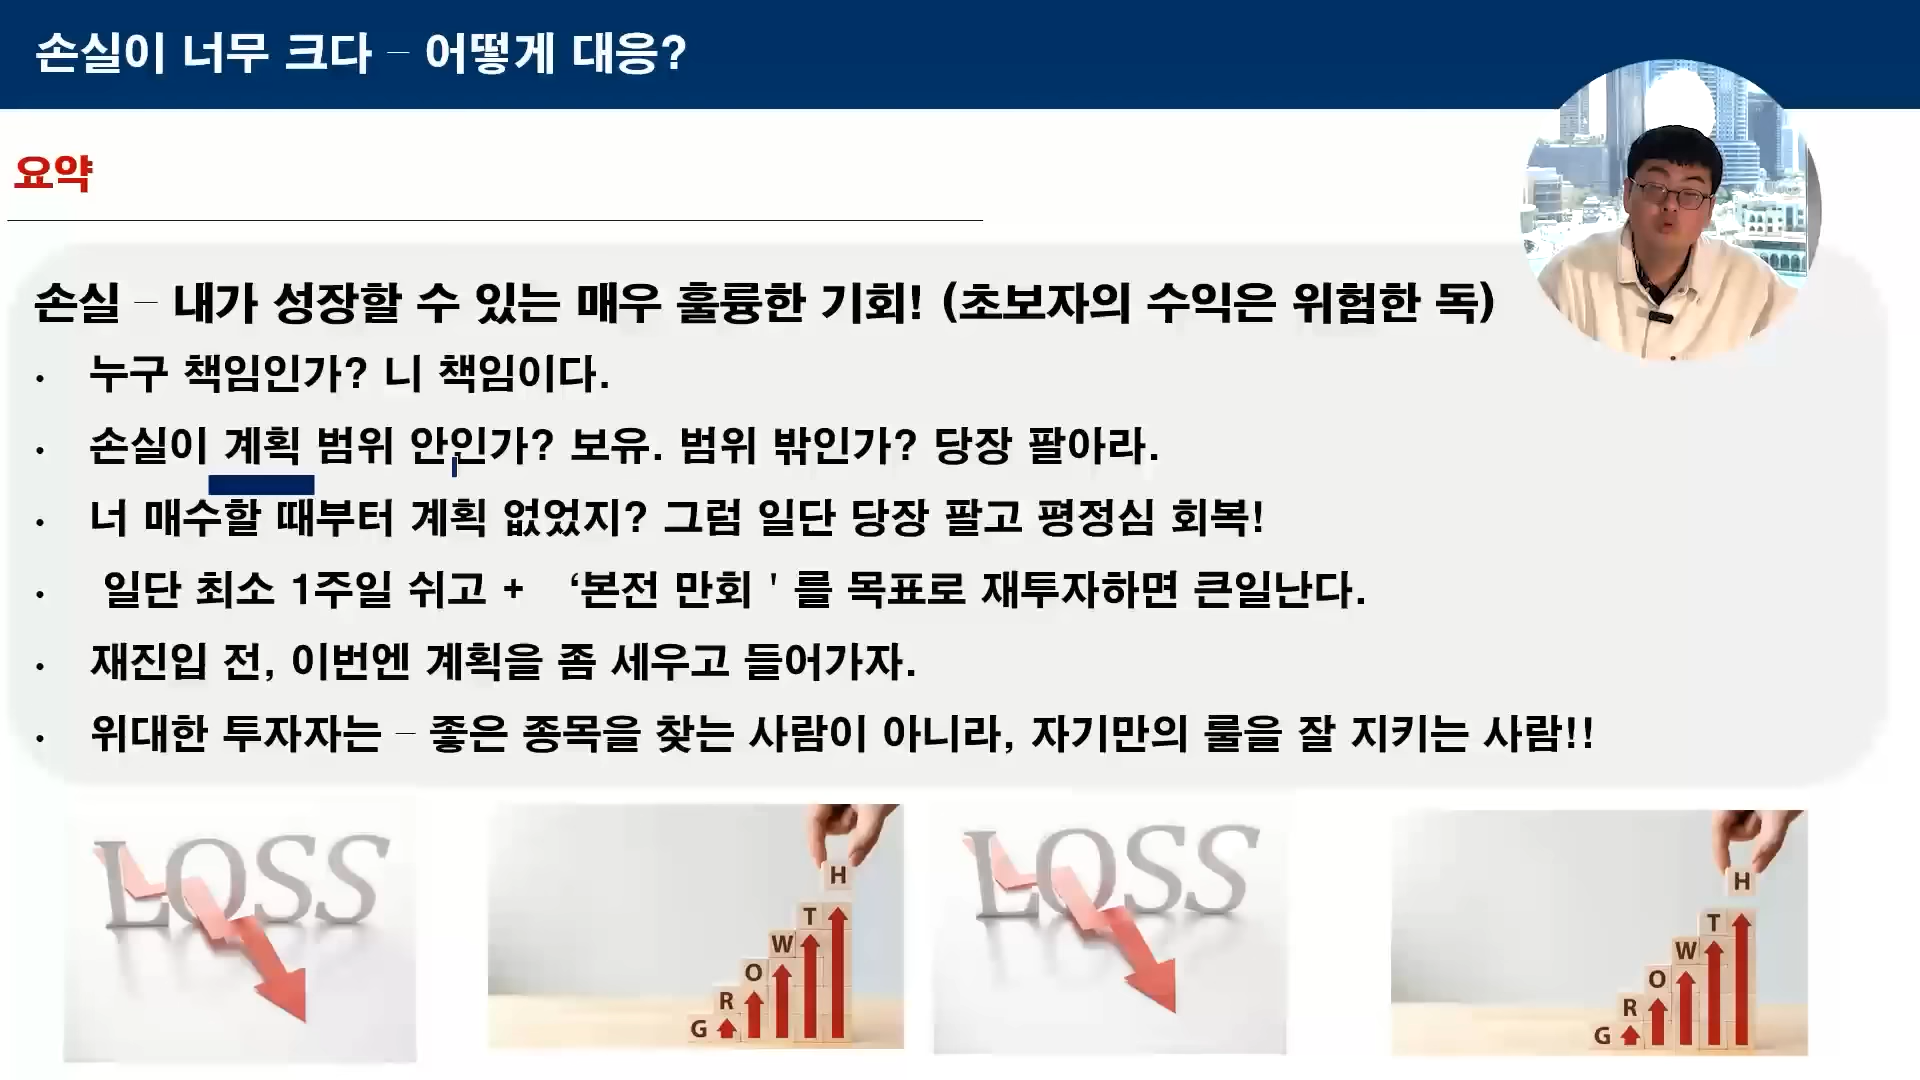 손실이 너무 크다 – 어떻게 대응?
요약
손실 – 내가 성장할 수 있는 매우 훌륭한 기회! (초보자의 수익은 위험한 독)
• 누구 책임인가? 니 책임이다.
• 손실이 계획 범위 안인가? 보유. 범위 밖인가? 당장 팔아라.
• 너 매수할 때부터 계획 없었지? 그럼 일단 당장 팔고 평정심 회복!
• 일단 최소 1주일 쉬고 + ‘본전 만회 ' 를 목표로 재투자하면 큰일난다.
• 재진입 전, 이번엔 계획을 좀 세우고 들어가자.
• 위대한 투자자는 – 좋은 종목을 찾는 사람이 아니라, 자기만의 룰을 잘 지키는 사람!!
LOSS
G R O W T H
LOSS
G R O W T H